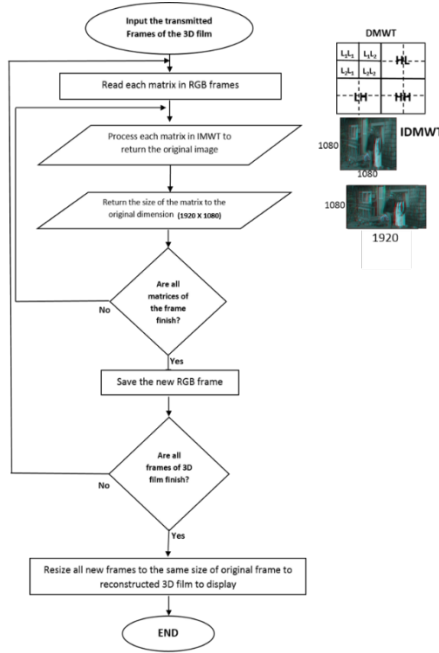 Input the transmitted
Frames of the 3D film
Read each matrix in RGB frames
Process each matrix in IMWT to
return the original image
Return the size of the matrix to the
original dimension (1920 X 1080)
Are all
matrices of
the frame
finish?
No
Yes
Save the new RGB frame
Are all
frames of 3D
film finish?
No
Yes
Resize all new frames to the same size of original frame to
reconstructed 3D film to display
END
DMWT
L₁L₁ L₁L₂ HL
L₂L₁ L₂L₂
LH HH
IDMWT
1080
1080
1080
1920